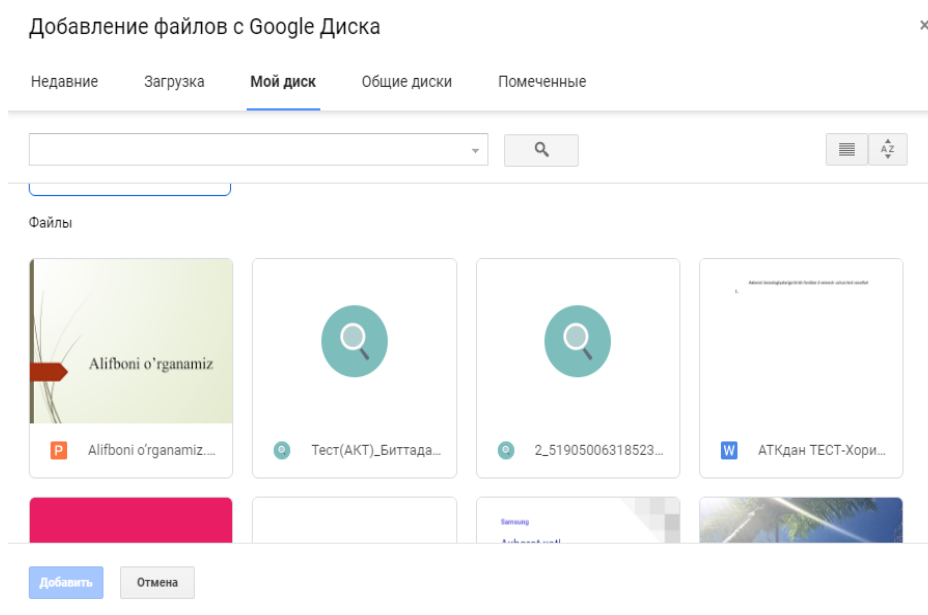 Добавление файлов с Google Диска
×
Недавние Загрузка Мой диск Общие диски Помеченные
AZ
Файлы
Alifboni o'rganamiz
P Alifboni o'rganamiz....
Тест(АКТ)_Биттада...
2_51905006318523...
W АТКдан ТЕСТ-Хори...
Samsung
Добавить Отмена